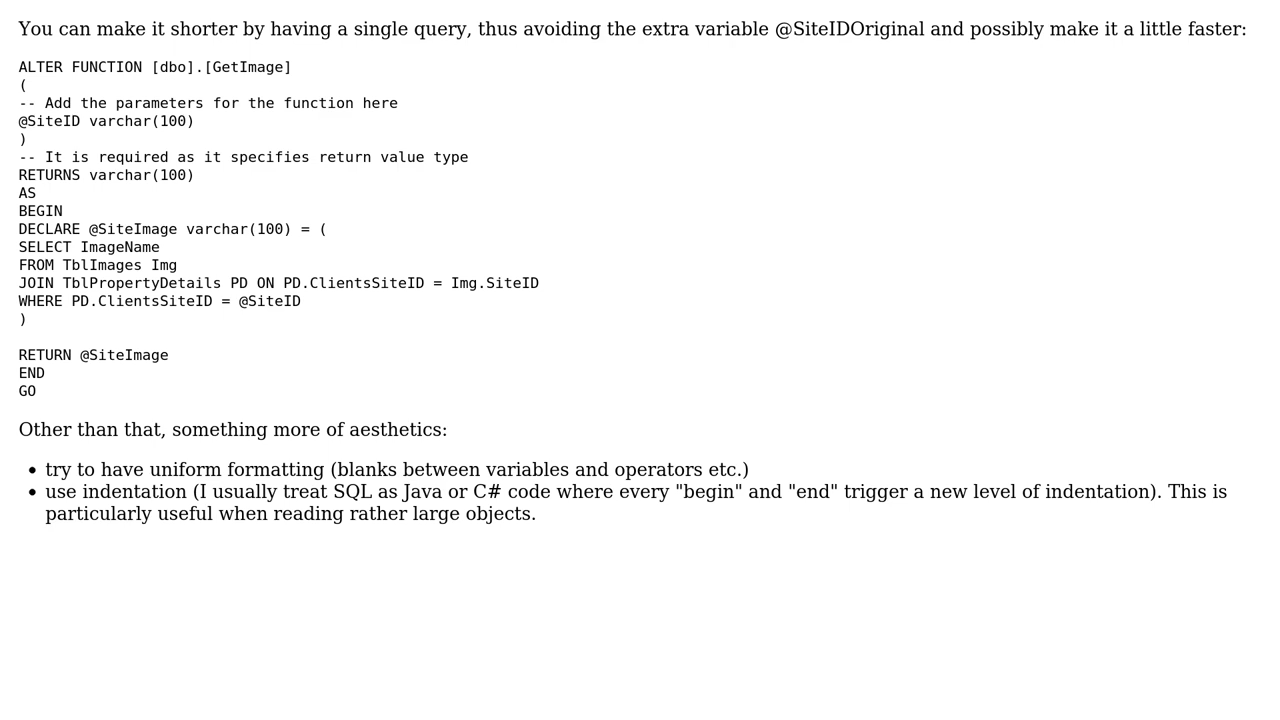 You can make it shorter by having a single query, thus avoiding the extra variable @SiteIDOriginal and possibly make it a little faster:
ALTER FUNCTION [dbo].[GetImage]
(
-- Add the parameters for the function here
@SiteID varchar(100)
)
-- It is required as it specifies return value type
RETURNS varchar(100)
AS
BEGIN
DECLARE @SiteImage varchar(100) = (
SELECT ImageName
FROM TblImages Img
JOIN TblPropertyDetails PD ON PD.ClientsSiteID = Img.SiteID
WHERE PD.ClientsSiteID = @SiteID
)
RETURN @SiteImage
END
GO
Other than that, something more of aesthetics:
• try to have uniform formatting (blanks between variables and operators etc.)
• use indentation (I usually treat SQL as Java or C# code where every "begin" and "end" trigger a new level of indentation). This is
particularly useful when reading rather large objects.